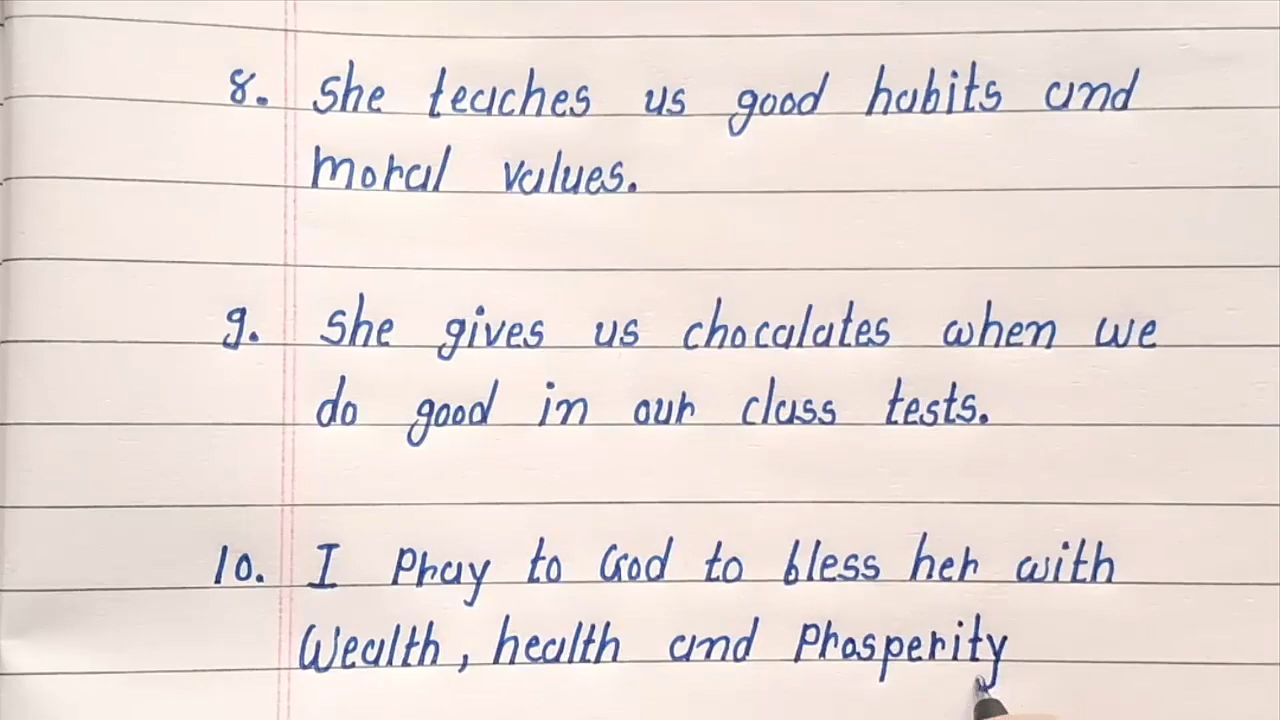 8. She teaches us good habits and
moral values.
9. She gives us chocalates when we
do good in our class tests.
10. I Pray to God to bless her with
Wealth, health and Prosperity